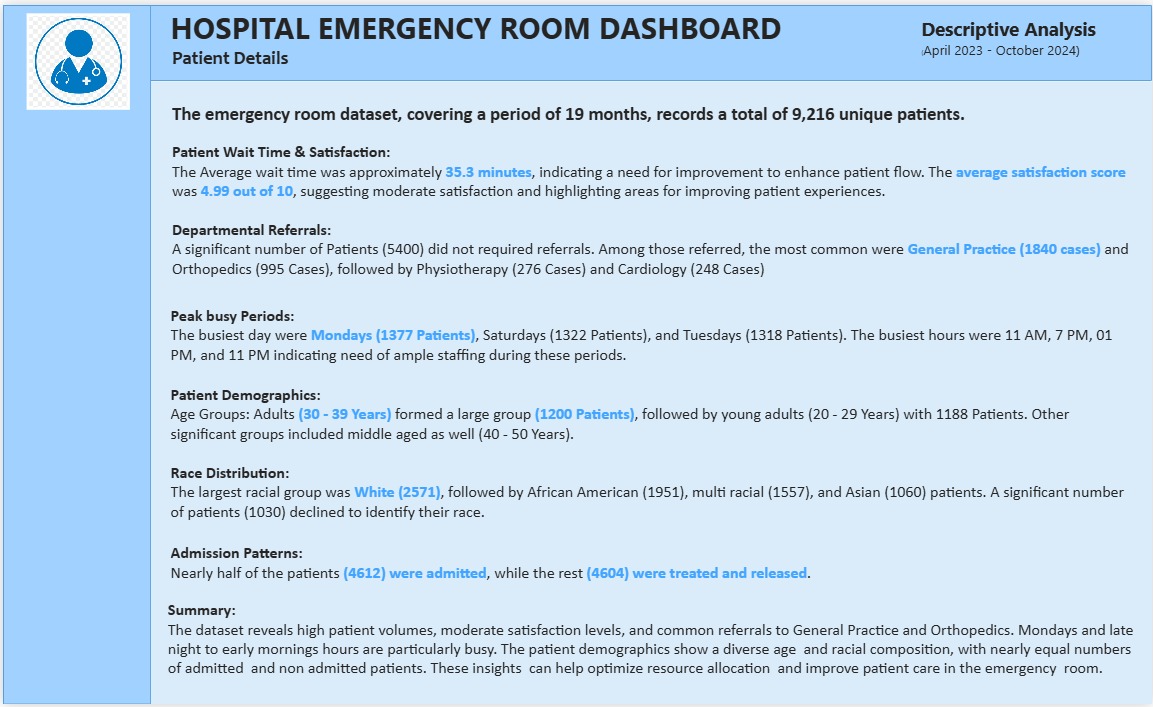 HOSPITAL EMERGENCY ROOM DASHBOARD
Patient Details
Descriptive Analysis
(April 2023 - October 2024)
The emergency room dataset, covering a period of 19 months, records a total of 9,216 unique patients.
Patient Wait Time & Satisfaction:
The Average wait time was approximately 35.3 minutes, indicating a need for improvement to enhance patient flow. The average satisfaction score
was 4.99 out of 10, suggesting moderate satisfaction and highlighting areas for improving patient experiences.
Departmental Referrals:
A significant number of Patients (5400) did not required referrals. Among those referred, the most common were General Practice (1840 cases) and
Orthopedics (995 Cases), followed by Physiotherapy (276 Cases) and Cardiology (248 Cases)
Peak busy Periods:
The busiest day were Mondays (1377 Patients), Saturdays (1322 Patients), and Tuesdays (1318 Patients). The busiest hours were 11 AM, 7 PM, 01
PM, and 11 PM indicating need of ample staffing during these periods.
Patient Demographics:
Age Groups: Adults (30 - 39 Years) formed a large group (1200 Patients), followed by young adults (20 - 29 Years) with 1188 Patients. Other
significant groups included middle aged as well (40 - 50 Years).
Race Distribution:
The largest racial group was White (2571), followed by African American (1951), multi racial (1557), and Asian (1060) patients. A significant number
of patients (1030) declined to identify their race.
Admission Patterns:
Nearly half of the patients (4612) were admitted, while the rest (4604) were treated and released.
Summary:
The dataset reveals high patient volumes, moderate satisfaction levels, and common referrals to General Practice and Orthopedics. Mondays and late
night to early mornings hours are particularly busy. The patient demographics show a diverse age and racial composition, with nearly equal numbers
of admitted and non admitted patients. These insights can help optimize resource allocation and improve patient care in the emergency room.